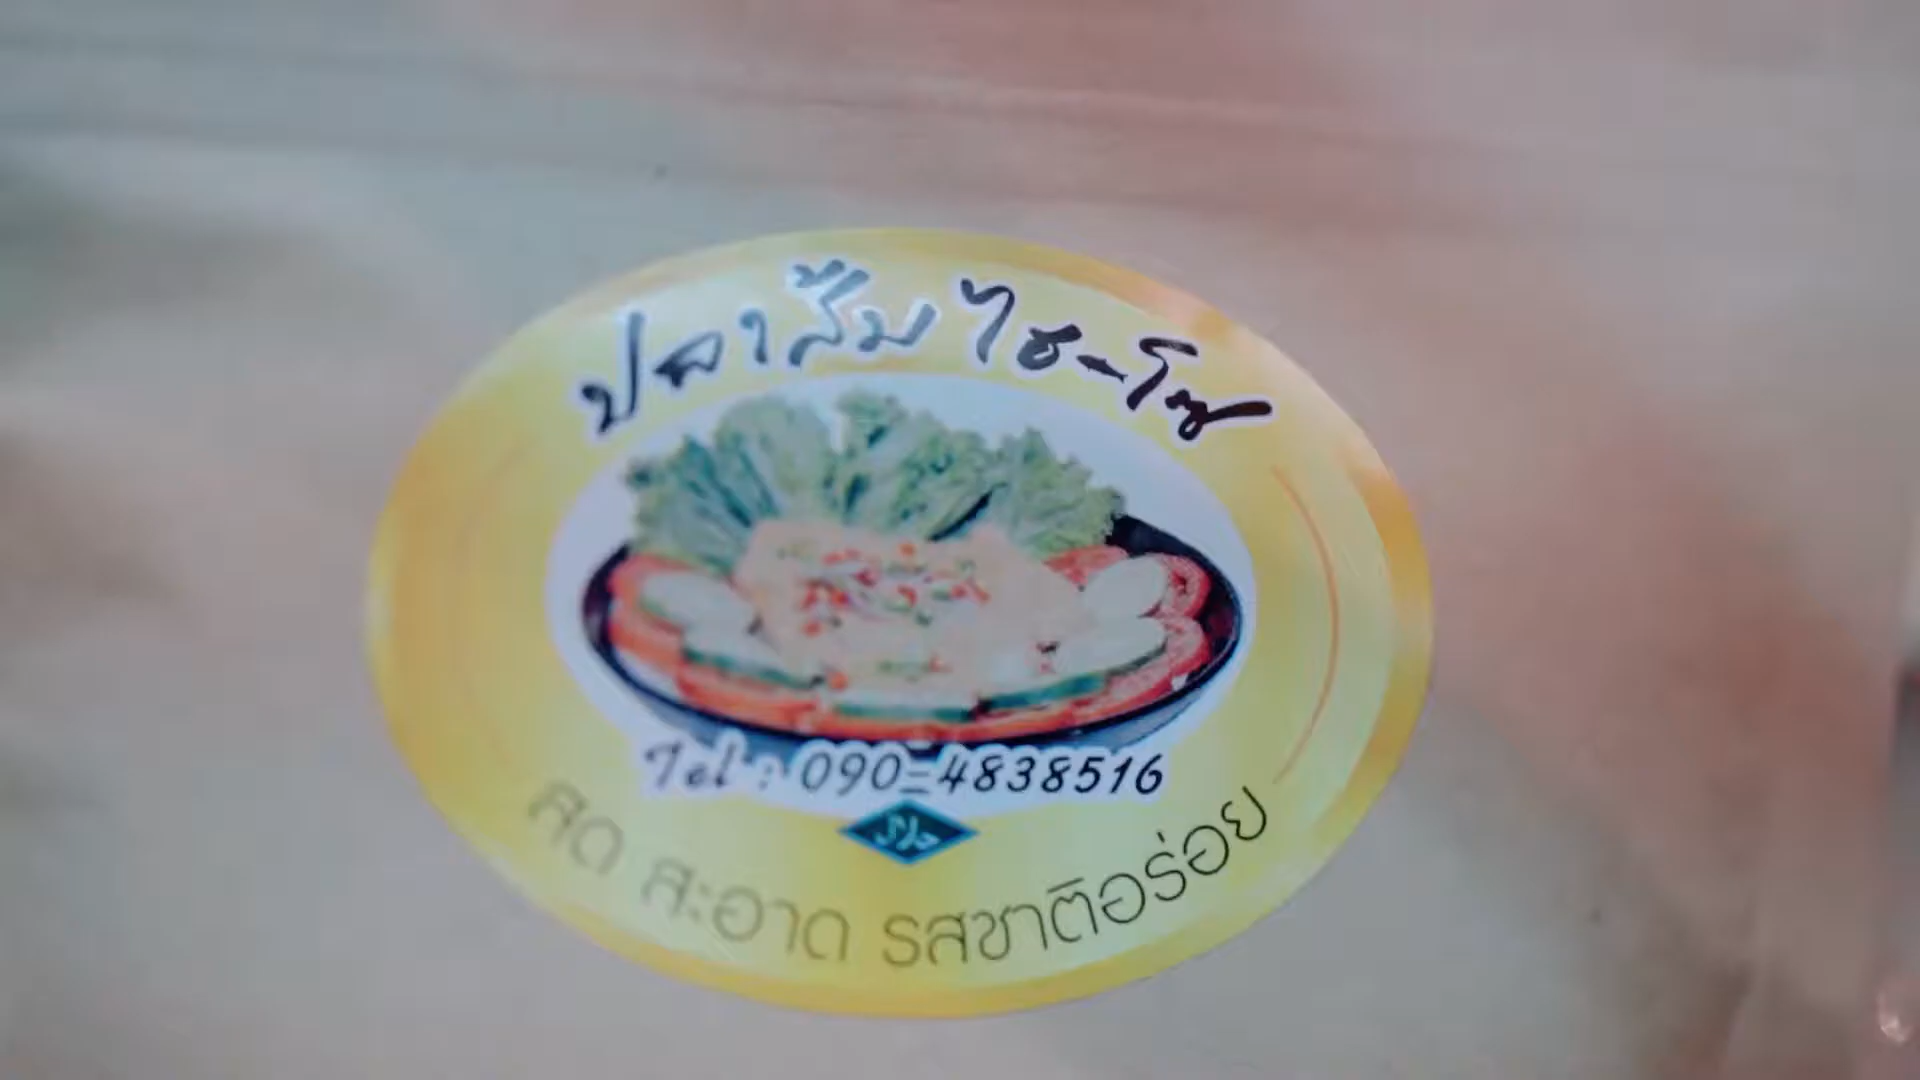 ปลาส้ม ไฮ-โซ
Tel : 090-4838516
สด สะอาด รสชาติอร่อย